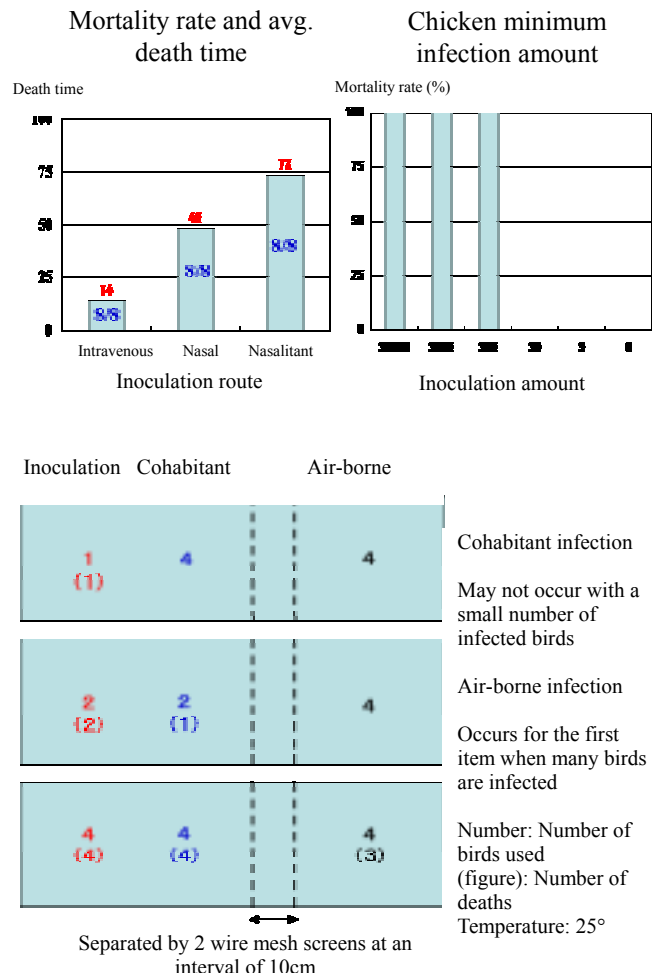 Mortality rate and avg.
death time
Death time
100
75
50
25
0
14
8/8
8/8
8/8
Intravenous Nasal Nasalitant
Inoculation route
Chicken minimum
infection amount
Mortality rate (%)
100
75
50
25
0
Inoculation amount
Inoculation Cohabitant Air-borne
1 4 4
(1)
2 2 4
(2) (1)
4 4 4
(4) (4) (3)
Separated by 2 wire mesh screens at an
interval of 10cm
Cohabitant infection
May not occur with a
small number of
infected birds
Air-borne infection
Occurs for the first
item when many birds
are infected
Number: Number of
birds used
(figure): Number of
deaths
Temperature: 25°